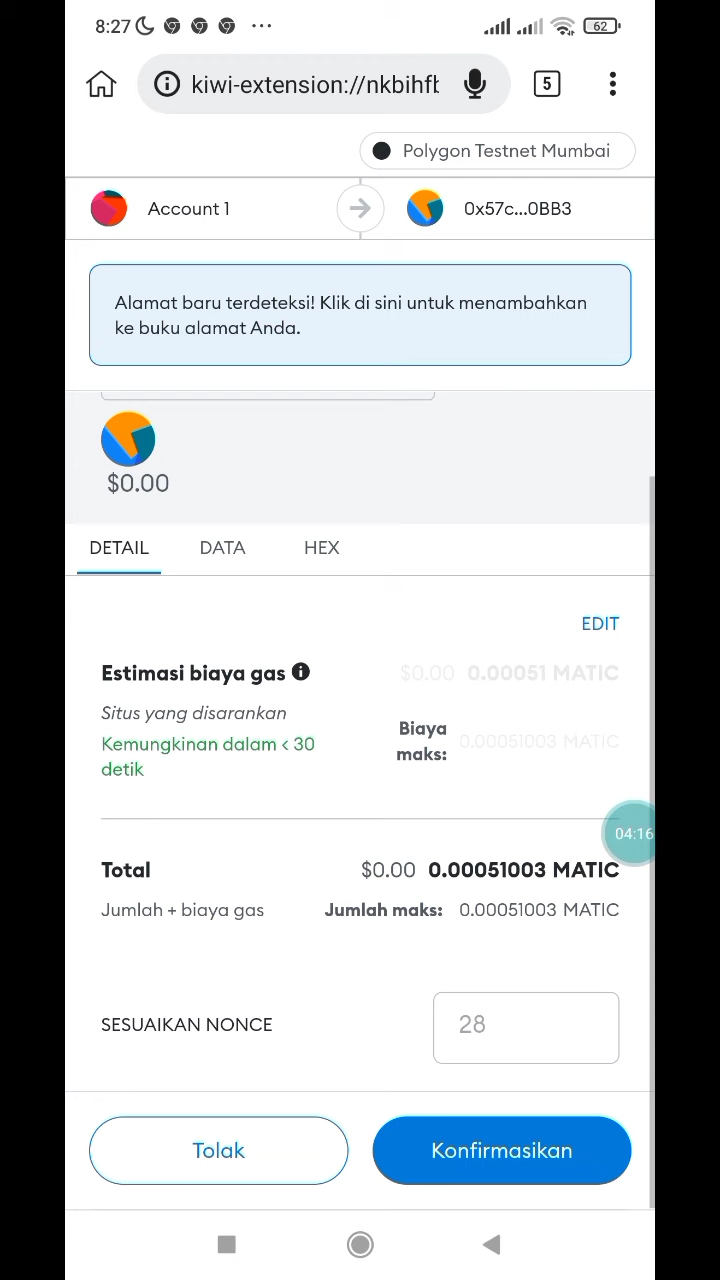 8:27
62
kiwi-extension://nkbihfb
5
Polygon Testnet Mumbai
Account 1
0x57c...0BB3
Alamat baru terdeteksi! Klik di sini untuk menambahkan
ke buku alamat Anda.
$0.00
DETAIL DATA HEX
EDIT
Estimasi biaya gas $0.00 0.00051 MATIC
Situs yang disarankan
Kemungkinan dalam < 30
detik
Biaya
maks: 0.00051003 MATIC
04:16
Total $0.00 0.00051003 MATIC
Jumlah + biaya gas Jumlah maks: 0.00051003 MATIC
SESUAIKAN NONCE 28
Tolak Konfirmasikan